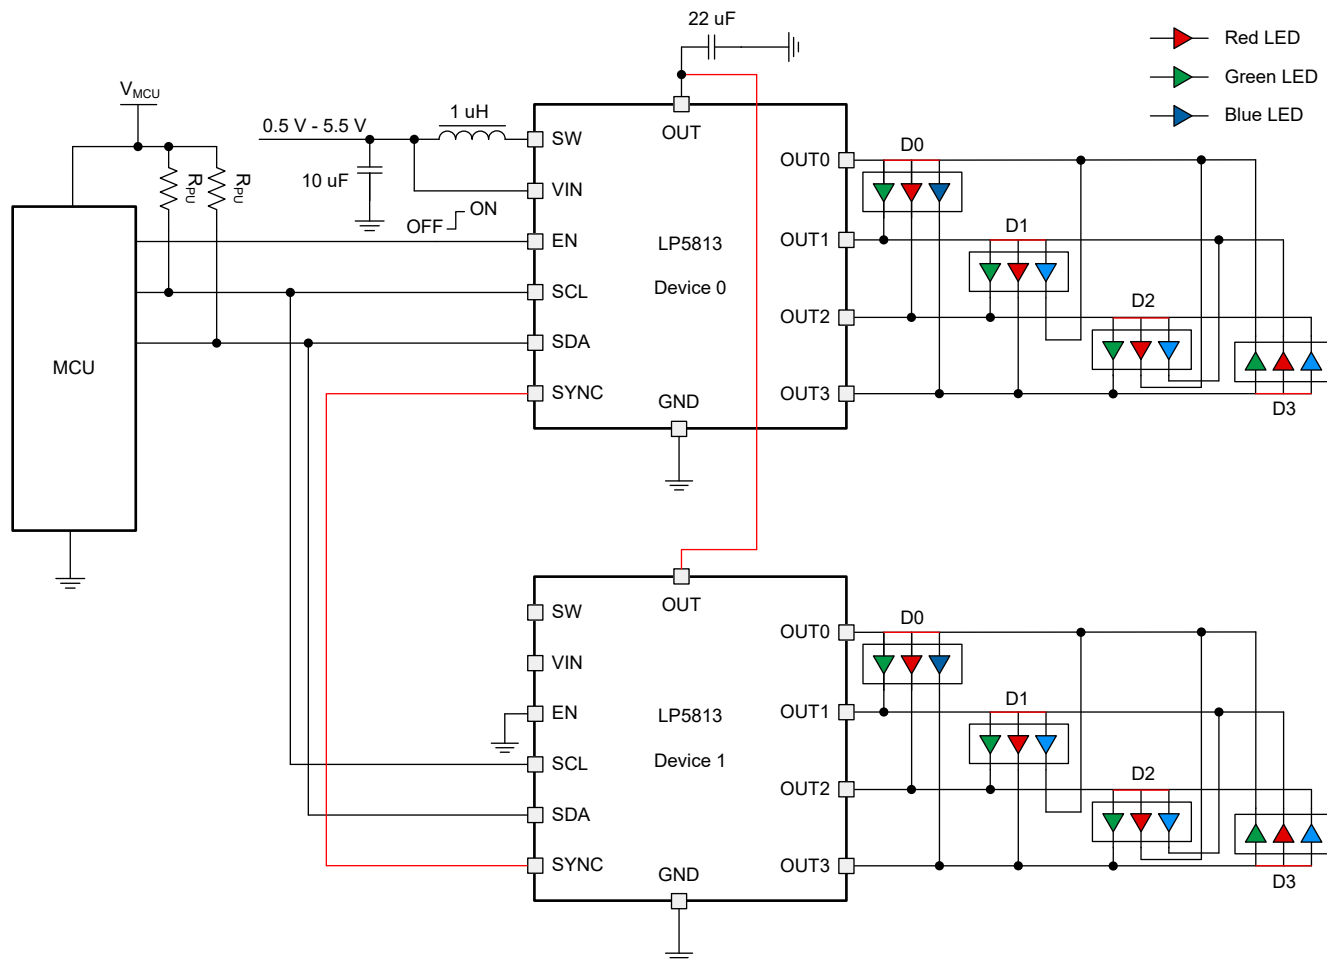 22 uF
Red LED
Green LED
Blue LED
VMCU
RPU
RPU
0.5 V - 5.5 V
1 uH
10 uF
OFF
ON
MCU
OUT
SW
VIN
EN
SCL
SDA
SYNC
LP5813
Device 0
GND
OUT0
OUT1
OUT2
OUT3
D0
D1
D2
D3
OUT
SW
VIN
EN
SCL
SDA
SYNC
LP5813
Device 1
GND
OUT0
OUT1
OUT2
OUT3
D0
D1
D2
D3